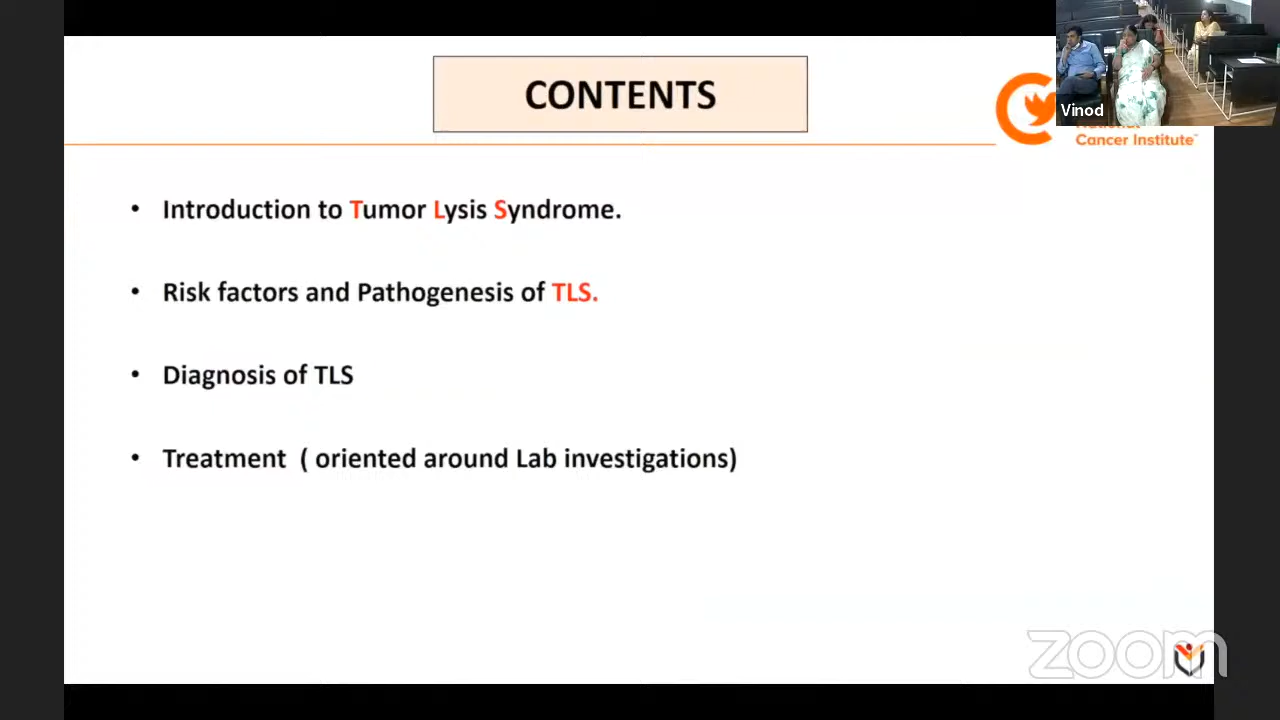 CONTENTS
Vinod
National
Cancer Institute
• Introduction to Tumor Lysis Syndrome.
• Risk factors and Pathogenesis of TLS.
• Diagnosis of TLS
• Treatment ( oriented around Lab investigations)
zoom